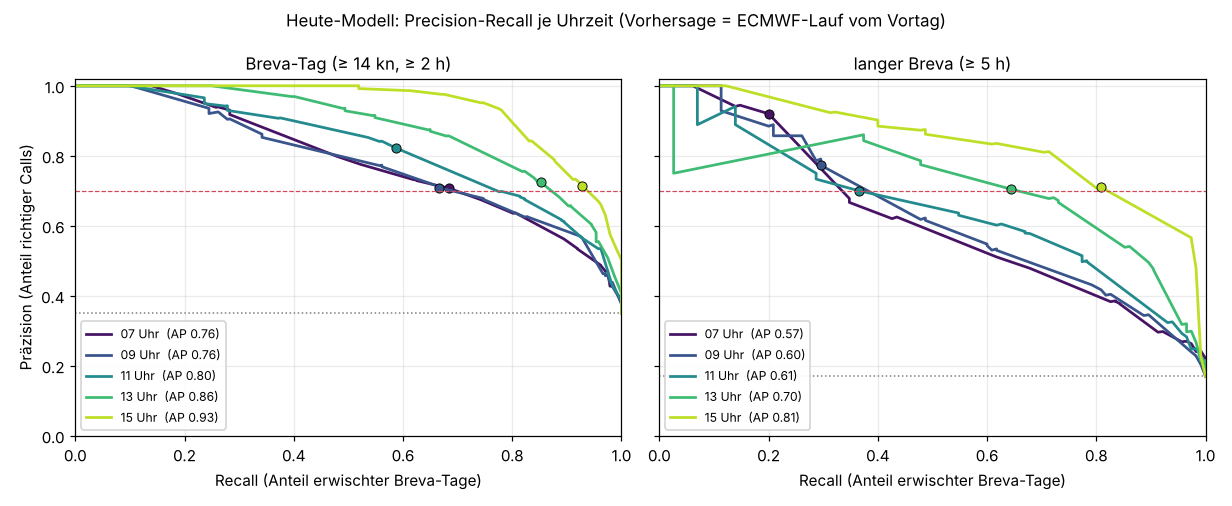 Heute-Modell: Precision-Recall je Uhrzeit (Vorhersage = ECMWF-Lauf vom Vortag)
Breva-Tag (≥ 14 kn, ≥ 2 h)
Präzision (Anteil richtiger Calls)
1.0
0.8
0.6
0.4
0.2
0.0
07 Uhr (AP 0.76)
09 Uhr (AP 0.76)
11 Uhr (AP 0.80)
13 Uhr (AP 0.86)
15 Uhr (AP 0.93)
0.0 0.2 0.4 0.6 0.8 1.0
Recall (Anteil erwischter Breva-Tage)
langer Breva (≥ 5 h)
07 Uhr (AP 0.57)
09 Uhr (AP 0.60)
11 Uhr (AP 0.61)
13 Uhr (AP 0.70)
15 Uhr (AP 0.81)
0.0 0.2 0.4 0.6 0.8 1.0
Recall (Anteil erwischter Breva-Tage)